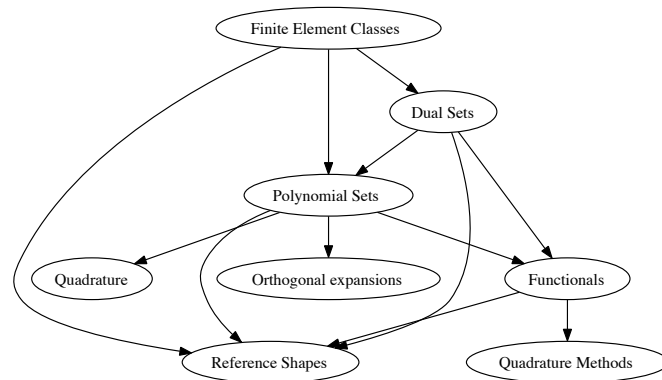 Finite Element Classes
Dual Sets
Polynomial Sets
Quadrature
Orthogonal expansions
Functionals
Reference Shapes
Quadrature Methods